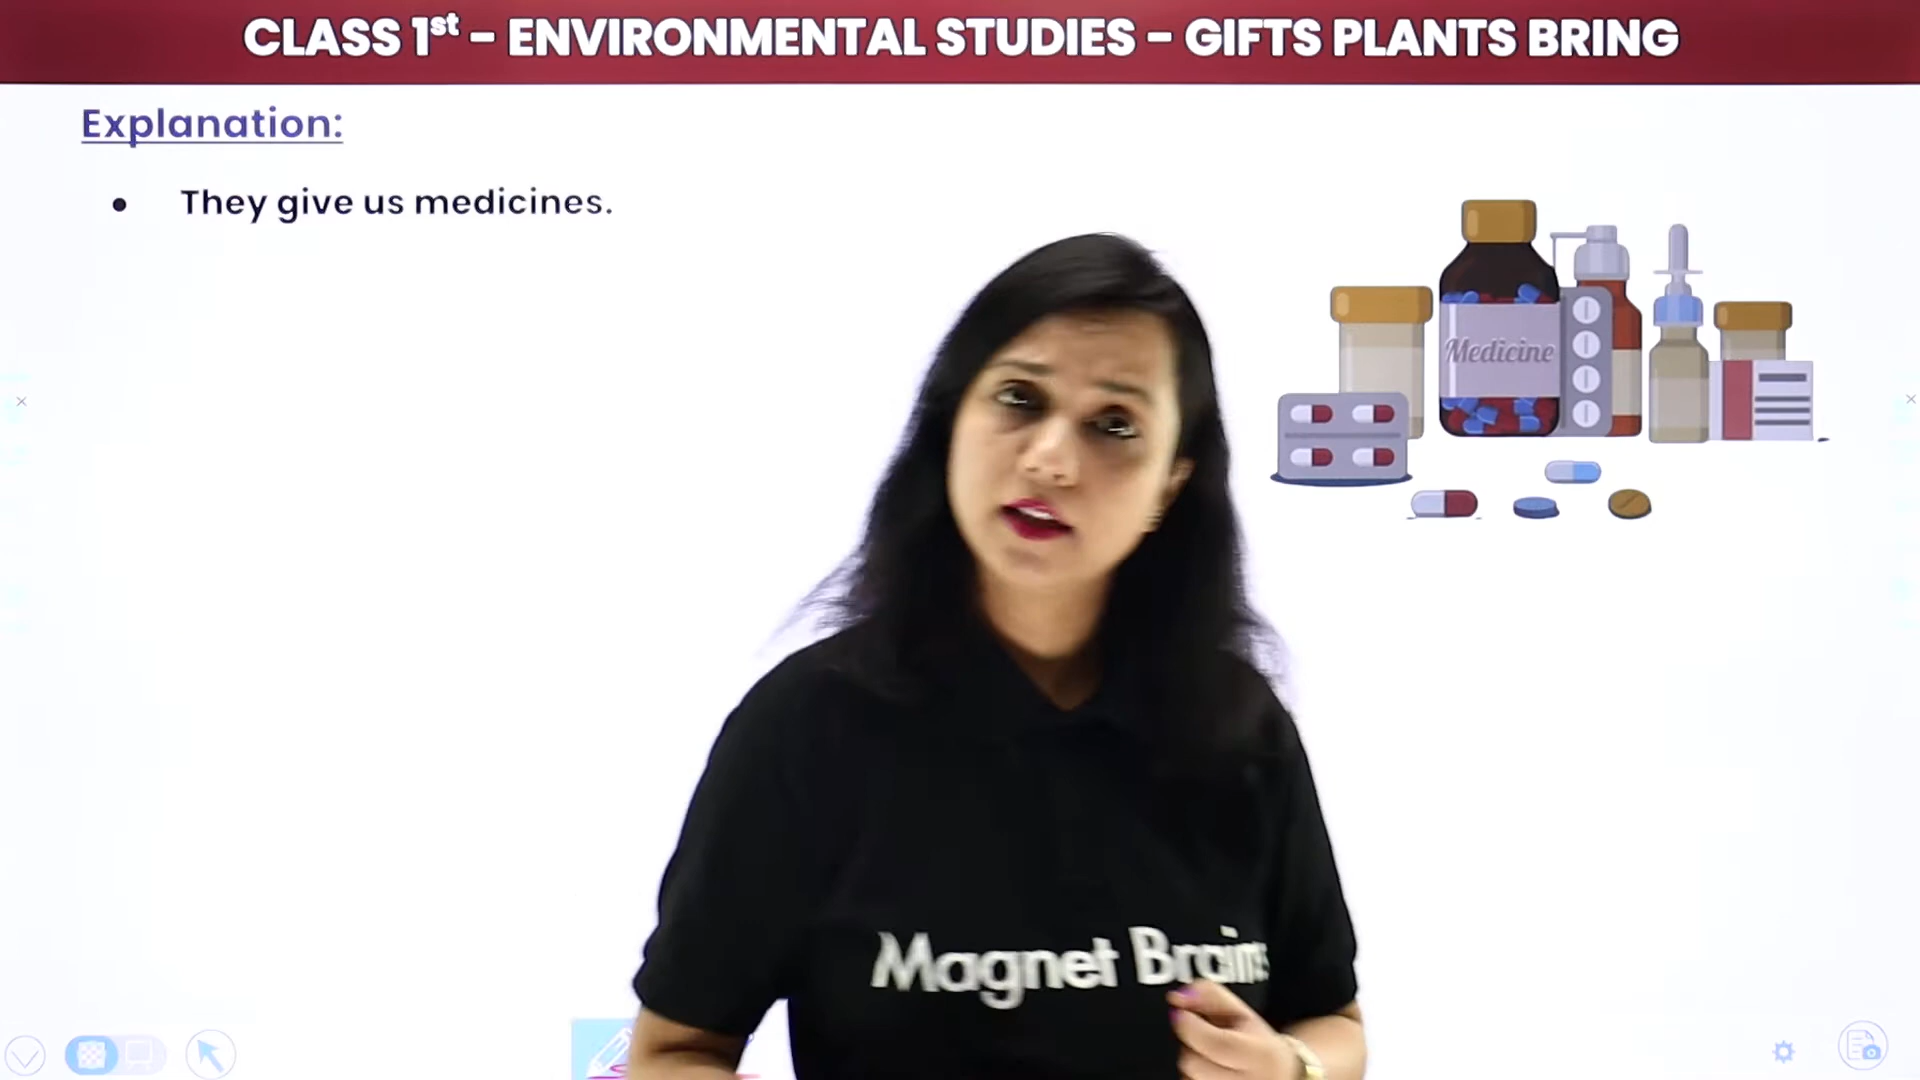 CLASS 1st - ENVIRONMENTAL STUDIES - GIFTS PLANTS BRING
Explanation:
• They give us medicines.
Medicine
Magnet Brains